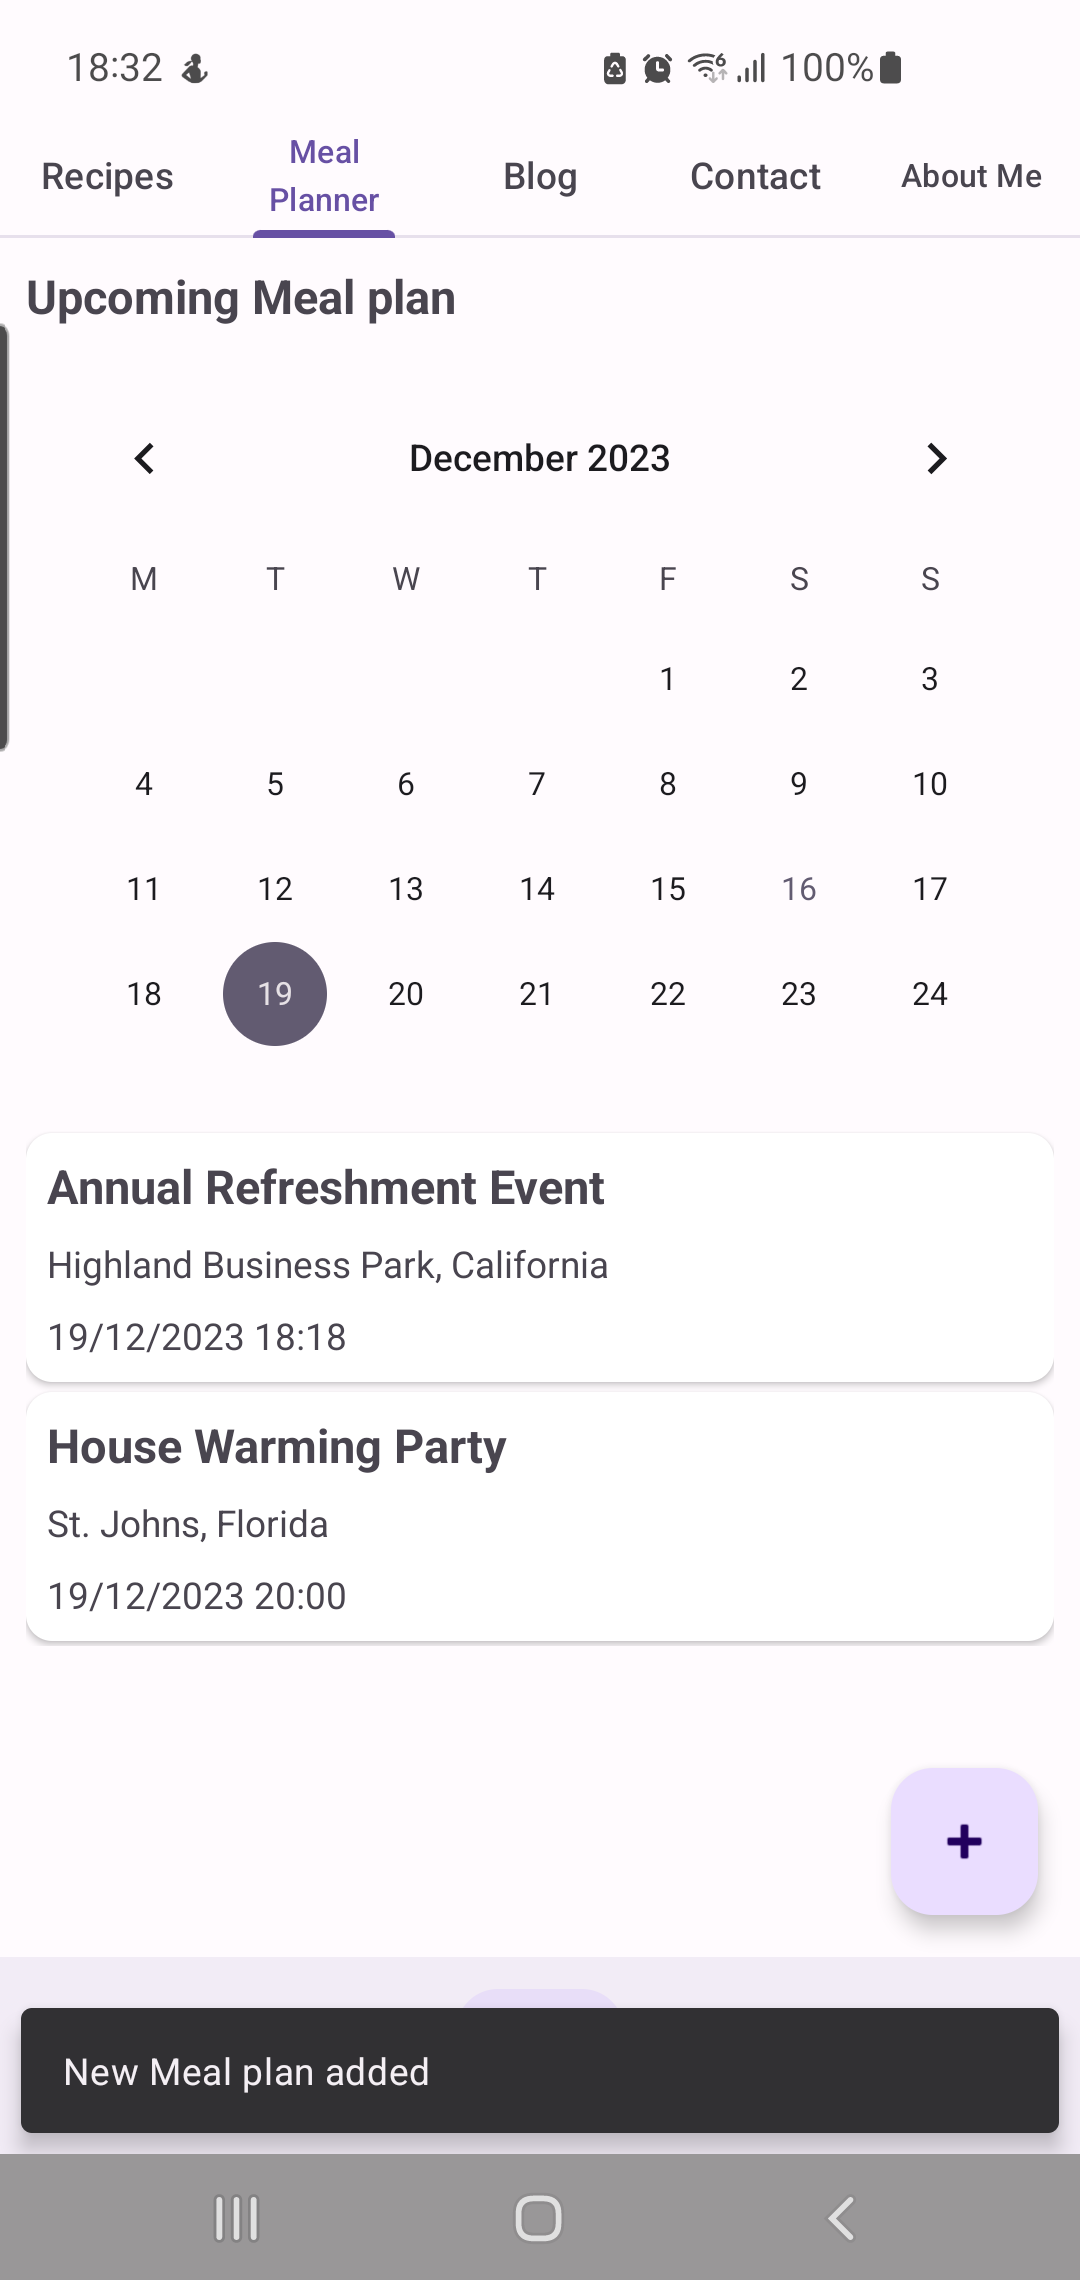 18:32 100%
Recipes Meal Planner Blog Contact About Me
Upcoming Meal plan
December 2023
M T W T F S S
1 2 3
4 5 6 7 8 9 10
11 12 13 14 15 16 17
18 19 20 21 22 23 24
Annual Refreshment Event
Highland Business Park, California
19/12/2023 18:18
House Warming Party
St. Johns, Florida
19/12/2023 20:00
New Meal plan added